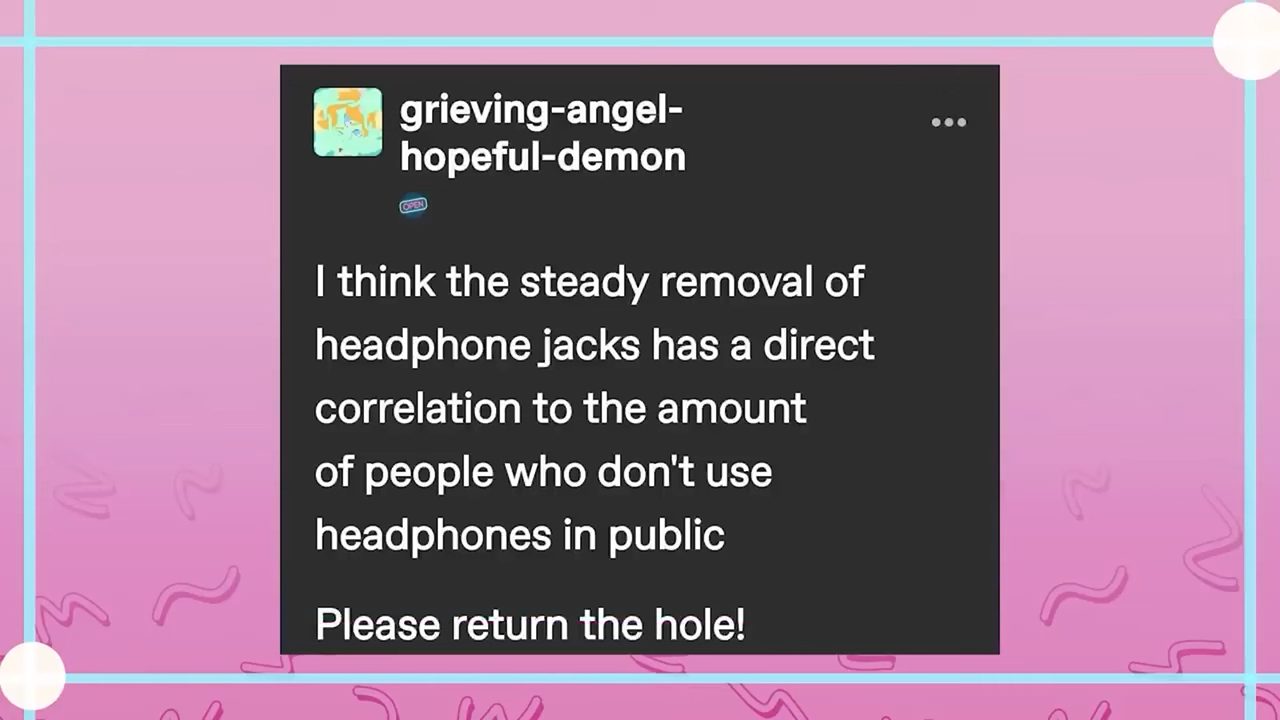 grieving-angel-
hopeful-demon
OPEN
I think the steady removal of
headphone jacks has a direct
correlation to the amount
of people who don't use
headphones in public
Please return the hole!